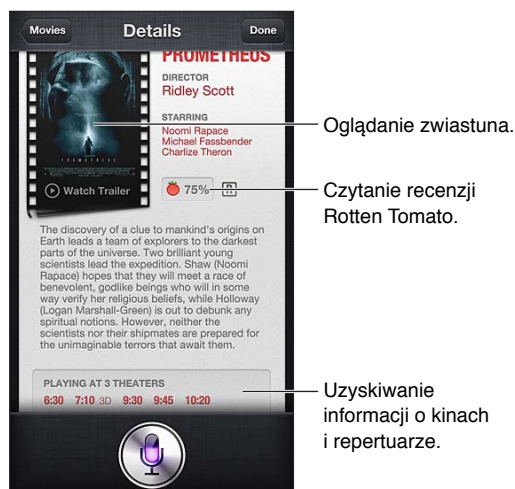 Movies
Details
Done
PROMETHEUS
DIRECTOR
Ridley Scott
STARRING
Noomi Rapace
Michael Fassbender
Charlize Theron
PROMETHEUS
Watch Trailer
75%
R
The discovery of a clue to mankind's origins on
Earth leads a team of explorers to the darkest
parts of the universe. Two brilliant young
scientists lead the expedition. Shaw (Noomi
Rapace) hopes that they will meet a race of
benevolent, godlike beings who will in some
way verify her religious beliefs, while Holloway
(Logan Marshall-Green) is out to debunk any
spiritual notions. However, neither the
scientists nor their shipmates are prepared for
the unimaginable terrors that await them.
PLAYING AT 3 THEATERS
6:30 7:10 3D 9:30 9:45 10:20
Oglądanie zwiastuna.
Czytanie recenzji
Rotten Tomato.
Uzyskiwanie
informacji o kinach
i repertuarze.